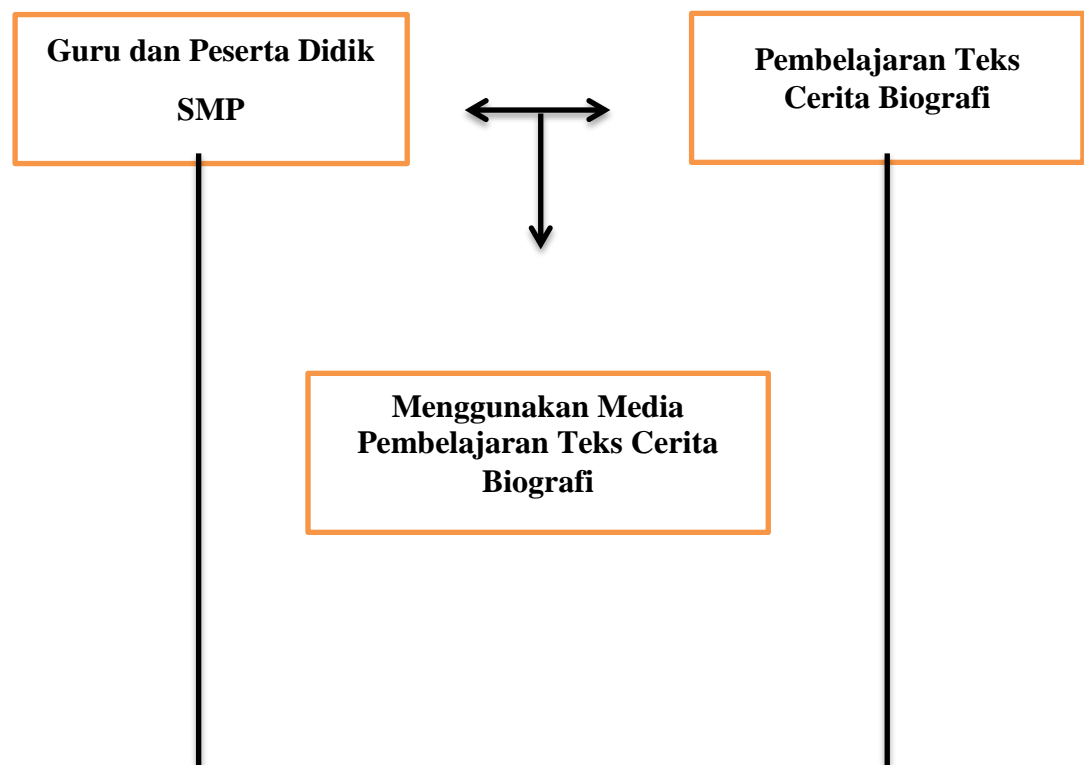 Guru dan Peserta Didik
SMP
Pembelajaran Teks
Cerita Biografi
Menggunakan Media
Pembelajaran Teks Cerita
Biografi